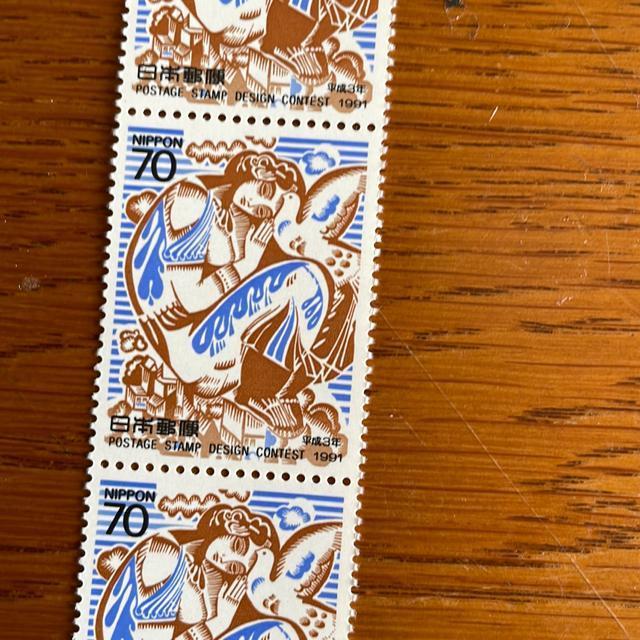 日本郵便
平成3年
POSTAGE STAMP DESIGN CONTEST 1991
NIPPON
70
日本郵便
平成3年
POSTAGE STAMP DESIGN CONTEST 1991
NIPPON
70